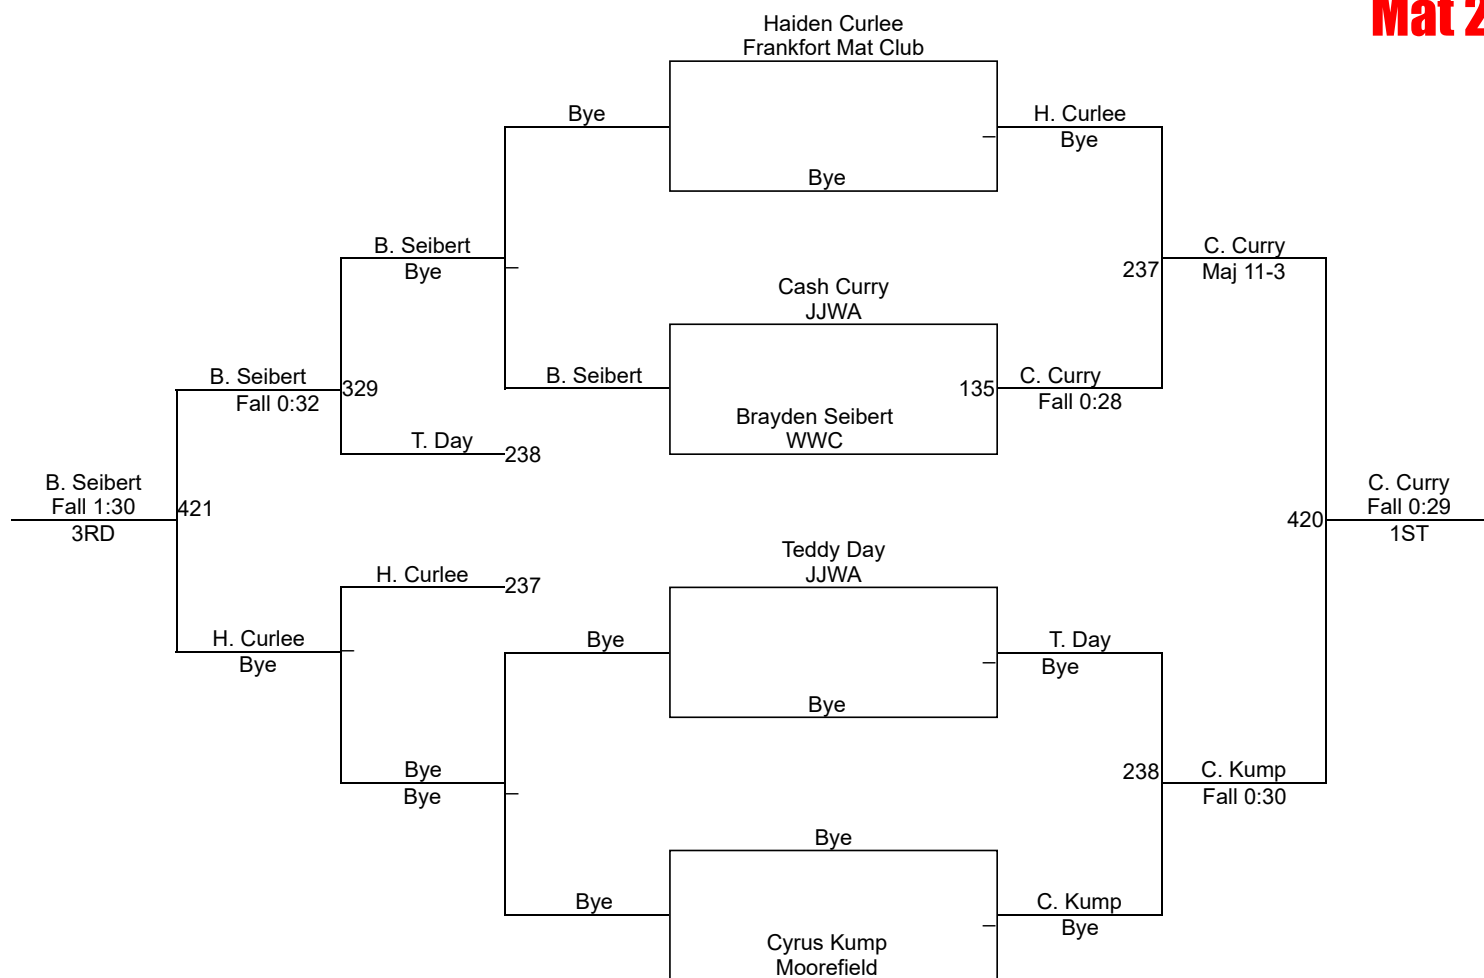 Mat 2
Haiden Curlee
Frankfort Mat Club
Bye
H. Curlee
Bye
Bye
B. Seibert
Bye
237
C. Curry
Maj 11-3
Cash Curry
JJWA
B. Seibert
Fall 0:32
329
B. Seibert
135
C. Curry
Fall 0:28
Brayden Seibert
WWC
T. Day
238
B. Seibert
Fall 1:30
3RD
421
420
C. Curry
Fall 0:29
1ST
Teddy Day
JJWA
H. Curlee
237
H. Curlee
Bye
Bye
T. Day
Bye
Bye
Bye
Bye
238
C. Kump
Fall 0:30
Bye
Bye
C. Kump
Bye
Cyrus Kump
Moorefield